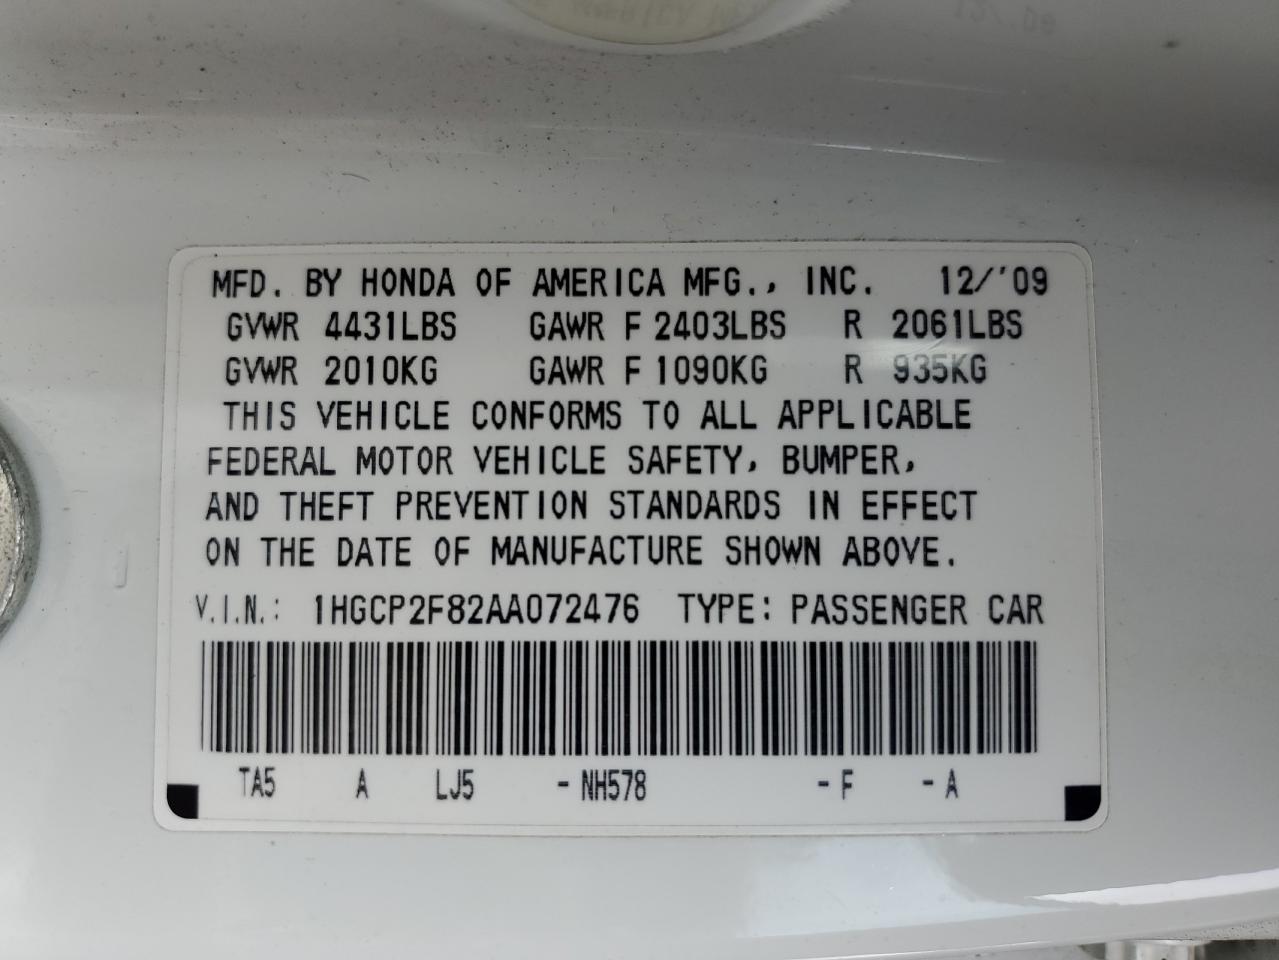 MFD. BY HONDA OF AMERICA MFG., INC. 12/'09
GVWR 4431LBS GAWR F 2403LBS R 2061LBS
GVWR 2010KG GAWR F 1090KG R 935KG
THIS VEHICLE CONFORMS TO ALL APPLICABLE
FEDERAL MOTOR VEHICLE SAFETY, BUMPER,
AND THEFT PREVENTION STANDARDS IN EFFECT
ON THE DATE OF MANUFACTURE SHOWN ABOVE.
V.I.N.: 1HGCP2F82AA072476 TYPE: PASSENGER CAR
TA5 A LJ5 -NH578 -F -A